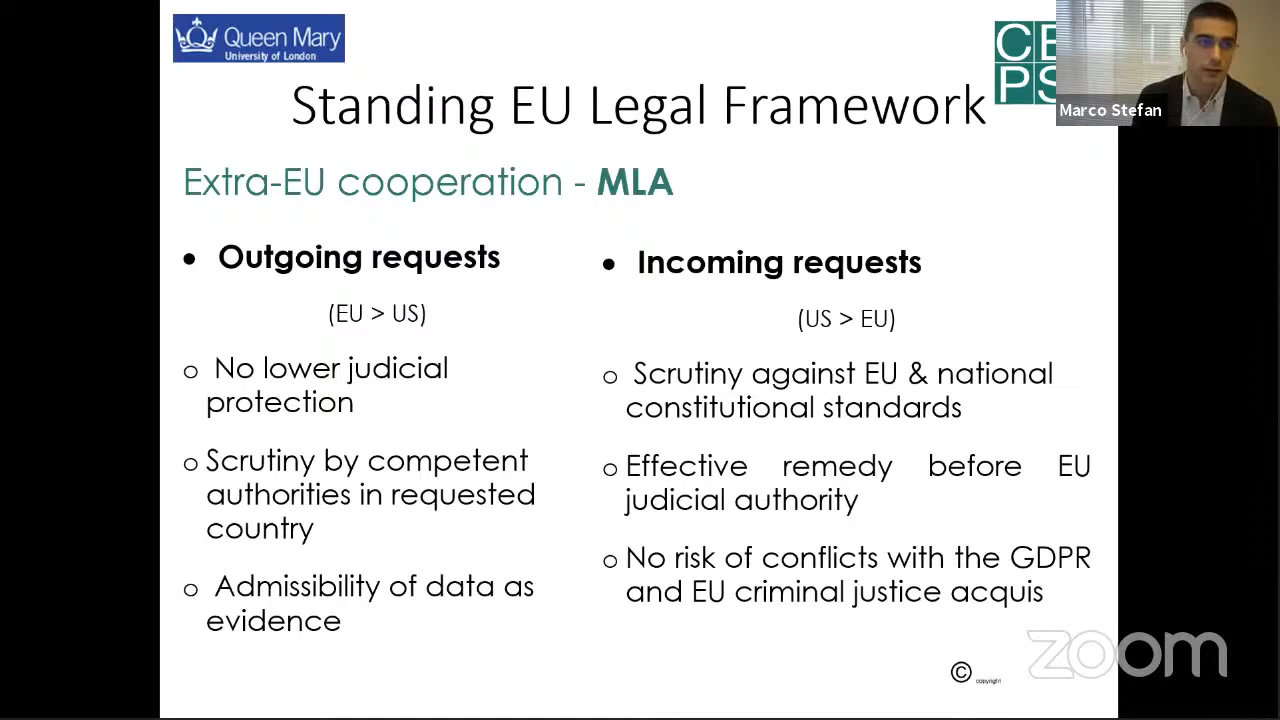 Queen Mary
University of London
CE
PS
Marco Stefan
Standing EU Legal Framework
Extra-EU cooperation - MLA
• Outgoing requests
(EU > US)
o No lower judicial
protection
o Scrutiny by competent
authorities in requested
country
o Admissibility of data as
evidence
• Incoming requests
(US > EU)
o Scrutiny against EU & national
constitutional standards
o Effective remedy before EU
judicial authority
o No risk of conflicts with the GDPR
and EU criminal justice acquis
© copyright
zoom